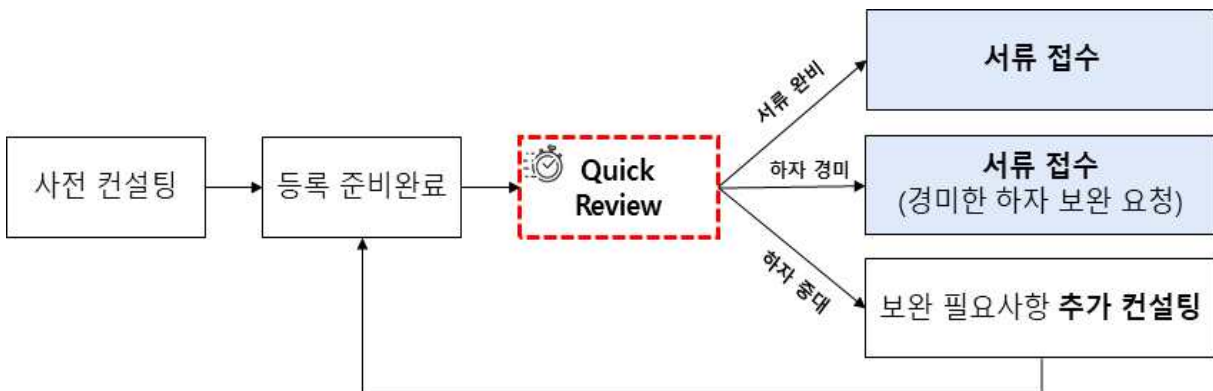 사전 컨설팅
등록 준비완료
Quick
Review
서류 완비
하자 경미
하자 중대
서류 접수
서류 접수
(경미한 하자 보완 요청)
보완 필요사항 추가 컨설팅